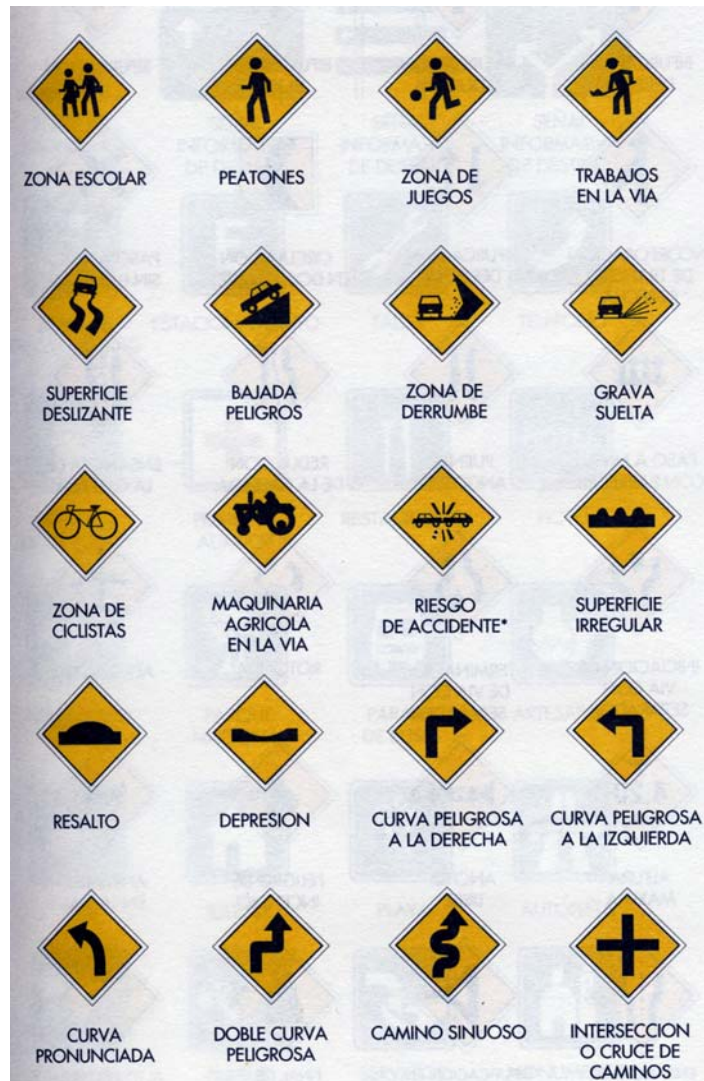 ZONA ESCOLAR
PEATONES
ZONA DE
JUEGOS
TRABAJOS
EN LA VIA
SUPERFICIE
DESLIZANTE
BAJADA
PELIGROS
ZONA DE
DERRUMBE
GRAVA
SUELTA
ZONA DE
CICLISTAS
MAQUINARIA
AGRICOLA
EN LA VIA
RIESGO
DE ACCIDENTE*
SUPERFICIE
IRREGULAR
RESALTO
DEPRESION
CURVA PELIGROSA
A LA DERECHA
CURVA PELIGROSA
A LA IZQUIERDA
CURVA
PRONUNCIADA
DOBLE CURVA
PELIGROSA
CAMINO SINUOSO
INTERSECCION
O CRUCE DE
CAMINOS